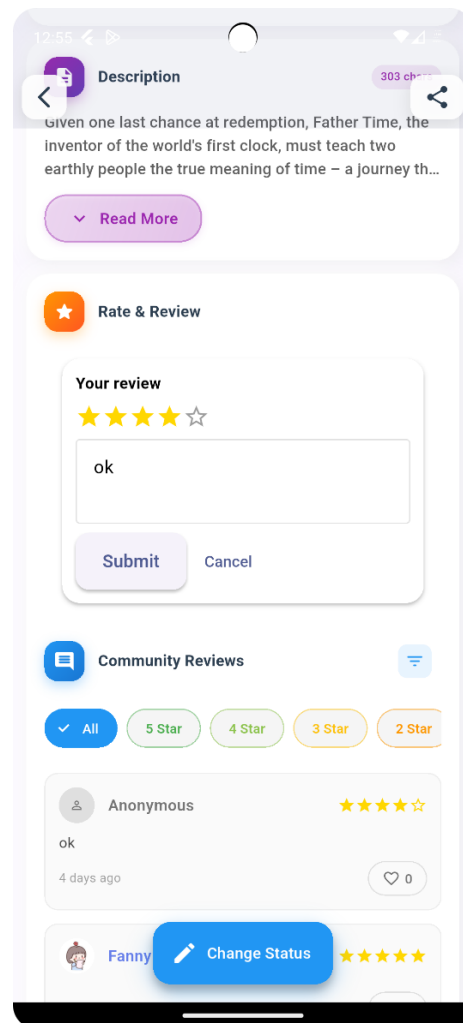 12:55
Description
303 chars
Given one last chance at redemption, Father Time, the
inventor of the world's first clock, must teach two
earthly people the true meaning of time – a journey th…
Read More
Rate & Review
Your review
ok
Submit
Cancel
Community Reviews
All
5 Star
4 Star
3 Star
2 Star
Anonymous
ok
4 days ago
0
Fanny
Change Status